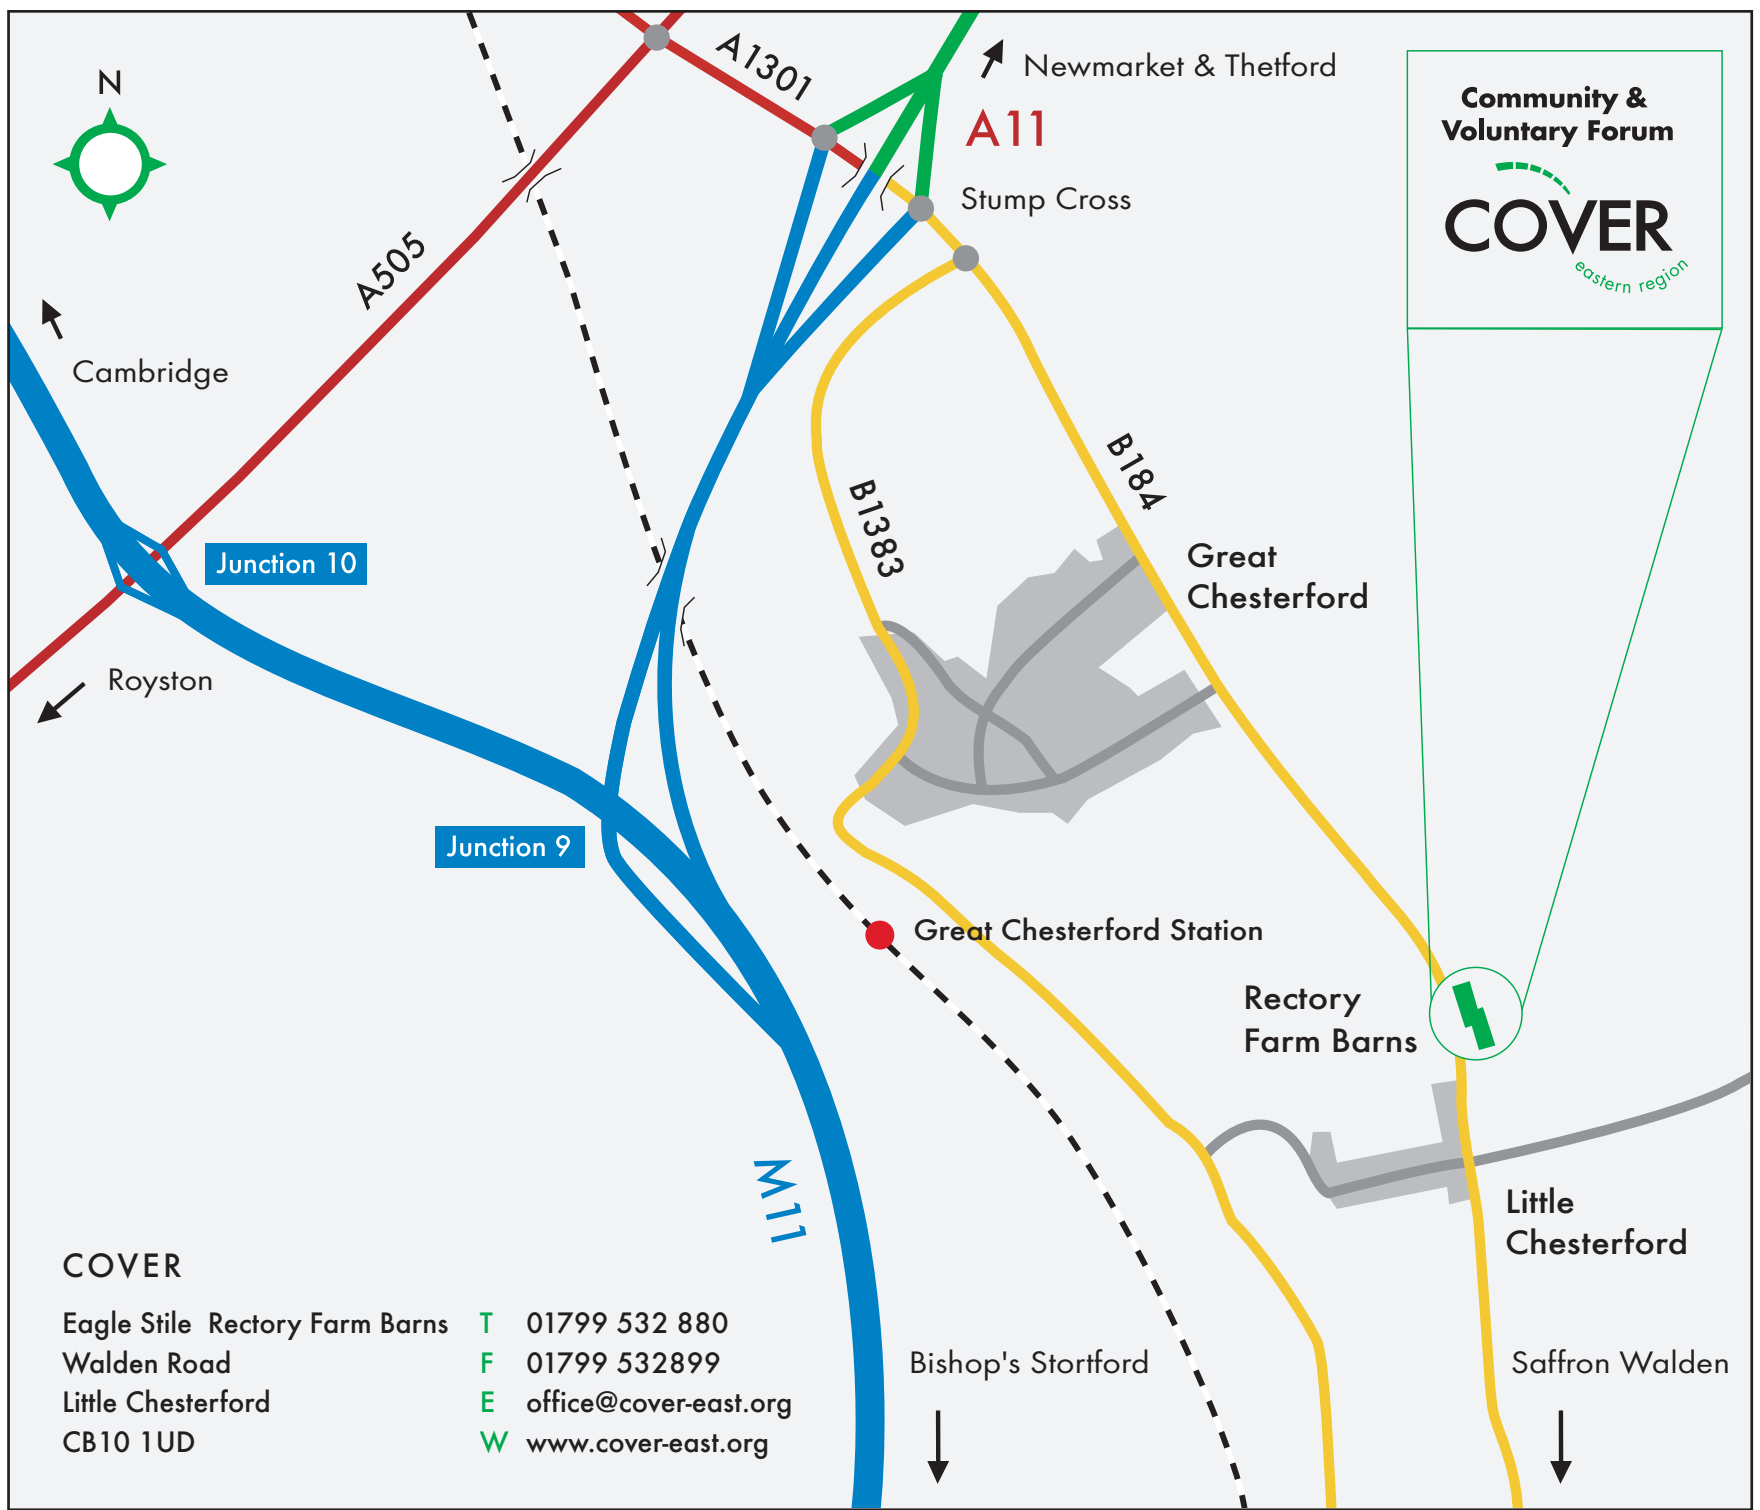 N
A1301
Newmarket & Thetford
A11
Stump Cross
Community &
Voluntary Forum
COVER
eastern region
A505
Cambridge
B184
B1383
Junction 10
Great
Chesterford
Royston
Junction 9
Great Chesterford Station
Rectory
Farm Barns
M11
Little
Chesterford
COVER
Eagle Stile Rectory Farm Barns
Walden Road
Little Chesterford
CB10 1UD
T 01799 532 880
F 01799 532899
E office@cover-east.org
W www.cover-east.org
Bishop's Stortford
Saffron Walden